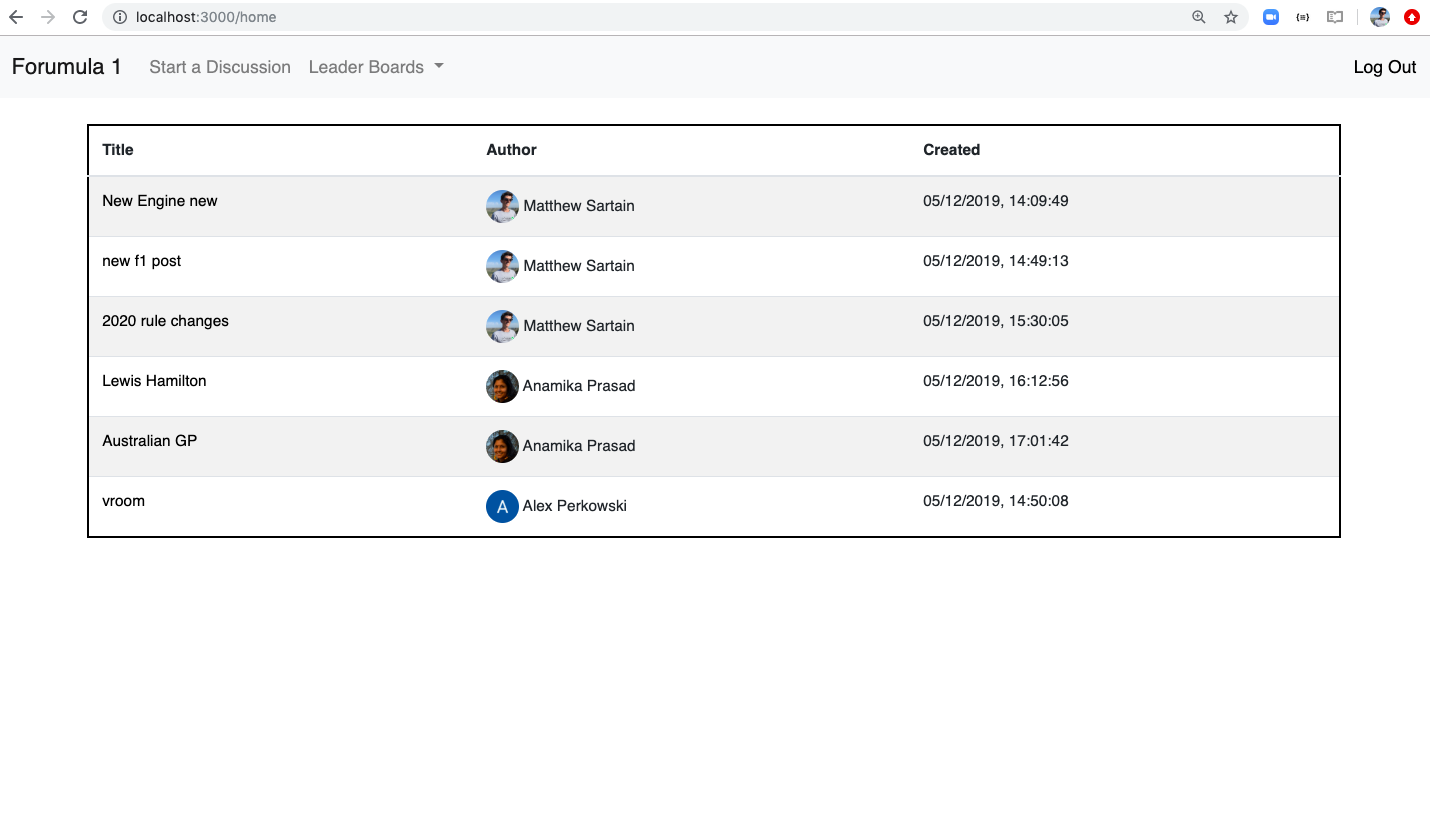 localhost:3000/home
Forumula 1 Start a Discussion Leader Boards Log Out
Title Author Created
New Engine new Matthew Sartain 05/12/2019, 14:09:49
new f1 post Matthew Sartain 05/12/2019, 14:49:13
2020 rule changes Matthew Sartain 05/12/2019, 15:30:05
Lewis Hamilton Anamika Prasad 05/12/2019, 16:12:56
Australian GP Anamika Prasad 05/12/2019, 17:01:42
vroom A Alex Perkowski 05/12/2019, 14:50:08